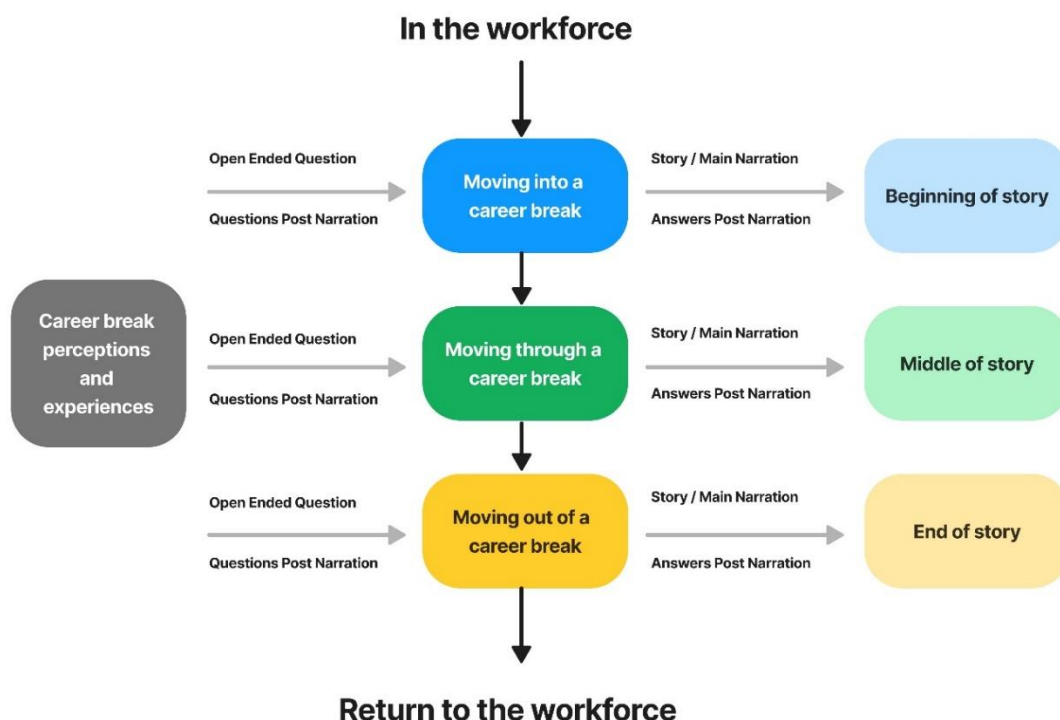 In the workforce
Open Ended Question
Questions Post Narration
Moving into a
career break
Story / Main Narration
Answers Post Narration
Beginning of story
Career break
perceptions
and
experiences
Open Ended Question
Questions Post Narration
Moving through a
career break
Story / Main Narration
Answers Post Narration
Middle of story
Open Ended Question
Questions Post Narration
Moving out of a
career break
Story / Main Narration
Answers Post Narration
End of story
Return to the workforce